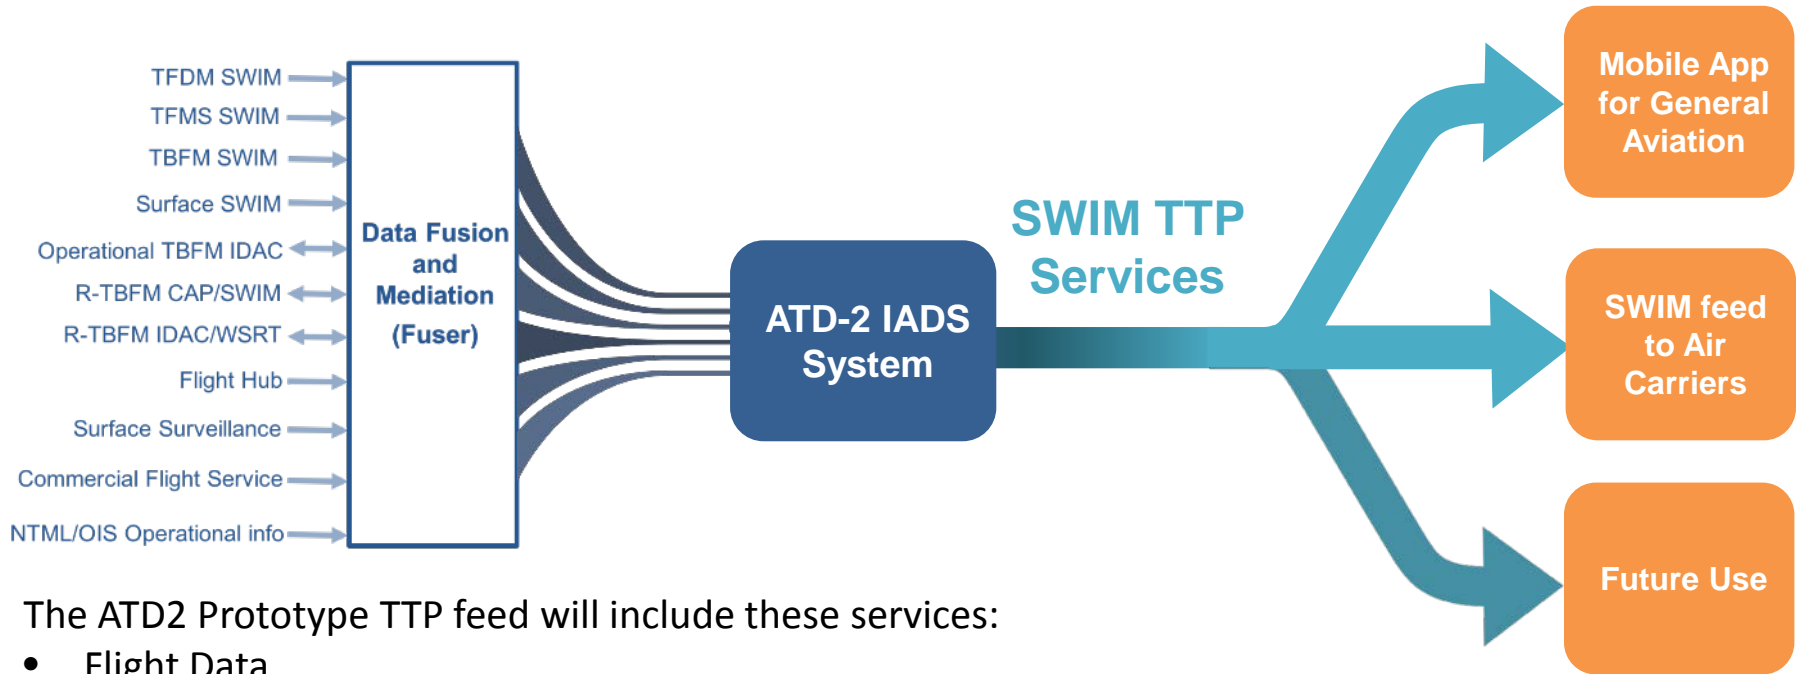 TFDM SWIM
TFMS SWIM
TBFM SWIM
Surface SWIM
Operational TBFM IDAC
R-TBFM CAP/SWIM
R-TBFM IDAC/WSRT
Flight Hub
Surface Surveillance
Commercial Flight Service
NTML/OIS Operational info
Data Fusion
and
Mediation
(Fuser)
ATD-2 IADS
System
SWIM TTP
Services
Mobile App
for General
Aviation
SWIM feed
to Air
Carriers
Future Use
The ATD2 Prototype TTP feed will include these services:
• Flight Data